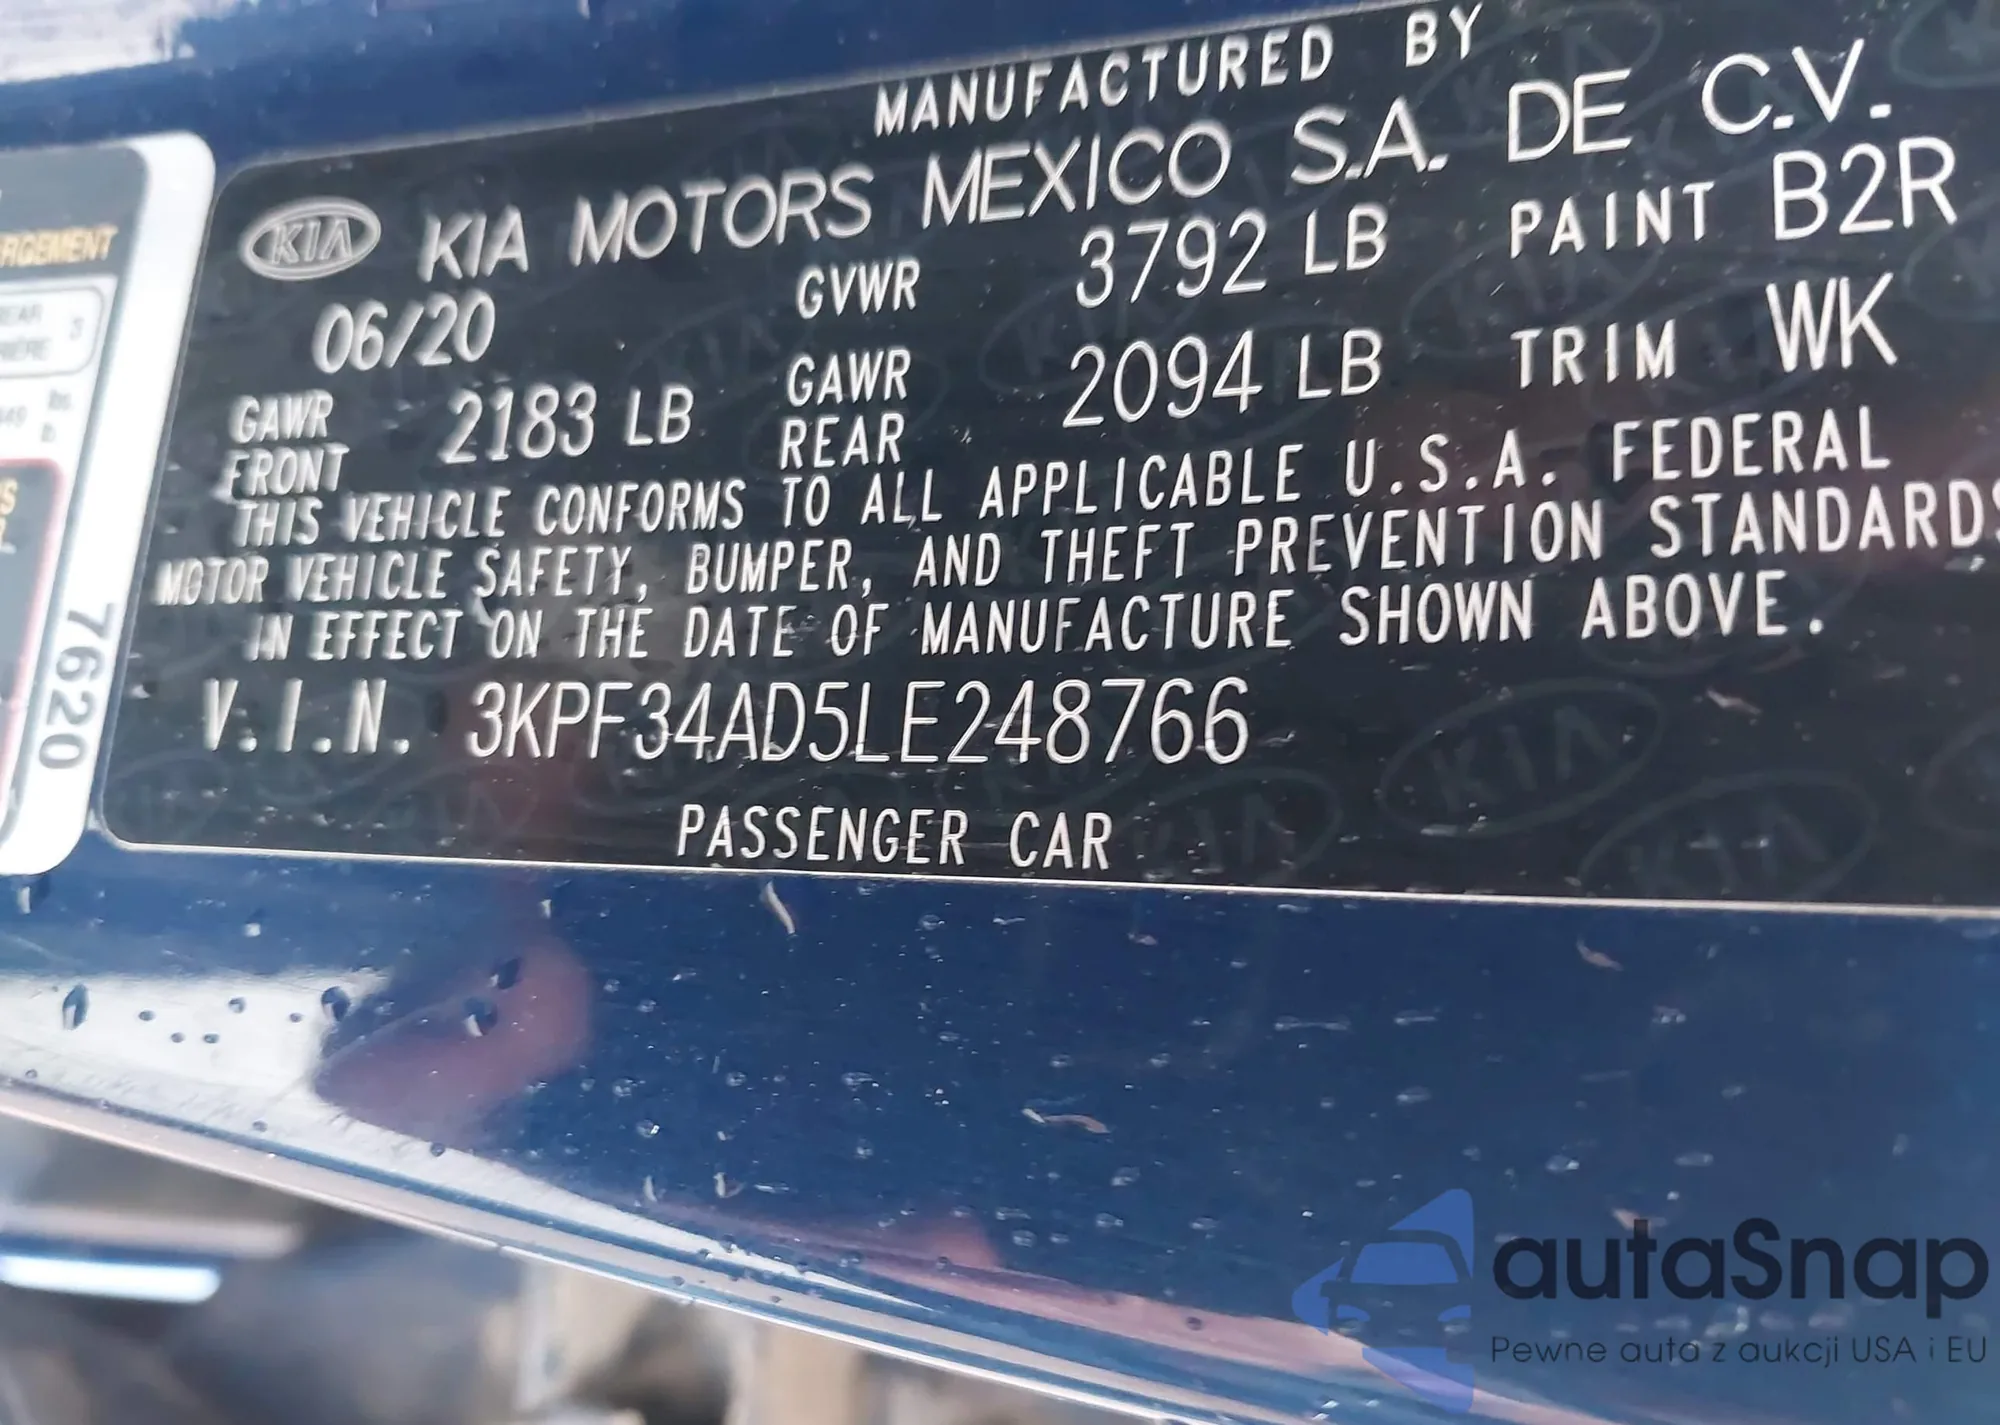 MANUFACTURED BY
KIA KIA MOTORS MEXICO S.A. DE C.V.
06/20 GVWR 3792 LB PAINT B2R
GAWR FRONT 2183 LB GAWR REAR 2094 LB TRIM WK
THIS VEHICLE CONFORMS TO ALL APPLICABLE U.S.A. FEDERAL
MOTOR VEHICLE SAFETY, BUMPER, AND THEFT PREVENTION STANDARDS
IN EFFECT ON THE DATE OF MANUFACTURE SHOWN ABOVE.
V.I.N. 3KPF34AD5LE248766
PASSENGER CAR
7620
autaSnap
Pewne auta z aukcji USA i EU